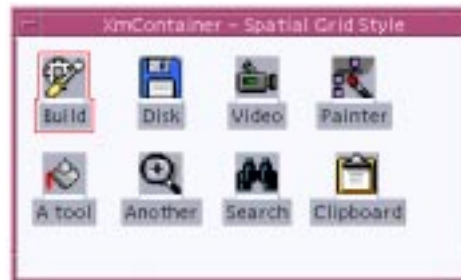 XmContainer - Spatial Grid Style
Build Disk Video Painter
A tool Another Search Clipboard